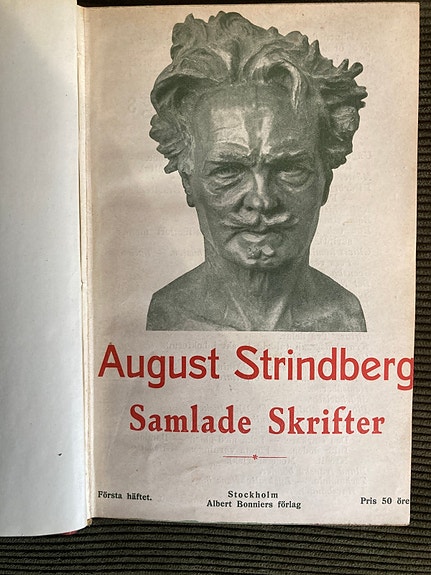 August Strindberg
Samlade Skrifter
Första häftet.
Stockholm
Albert Bonniers förlag
Pris 50 öre